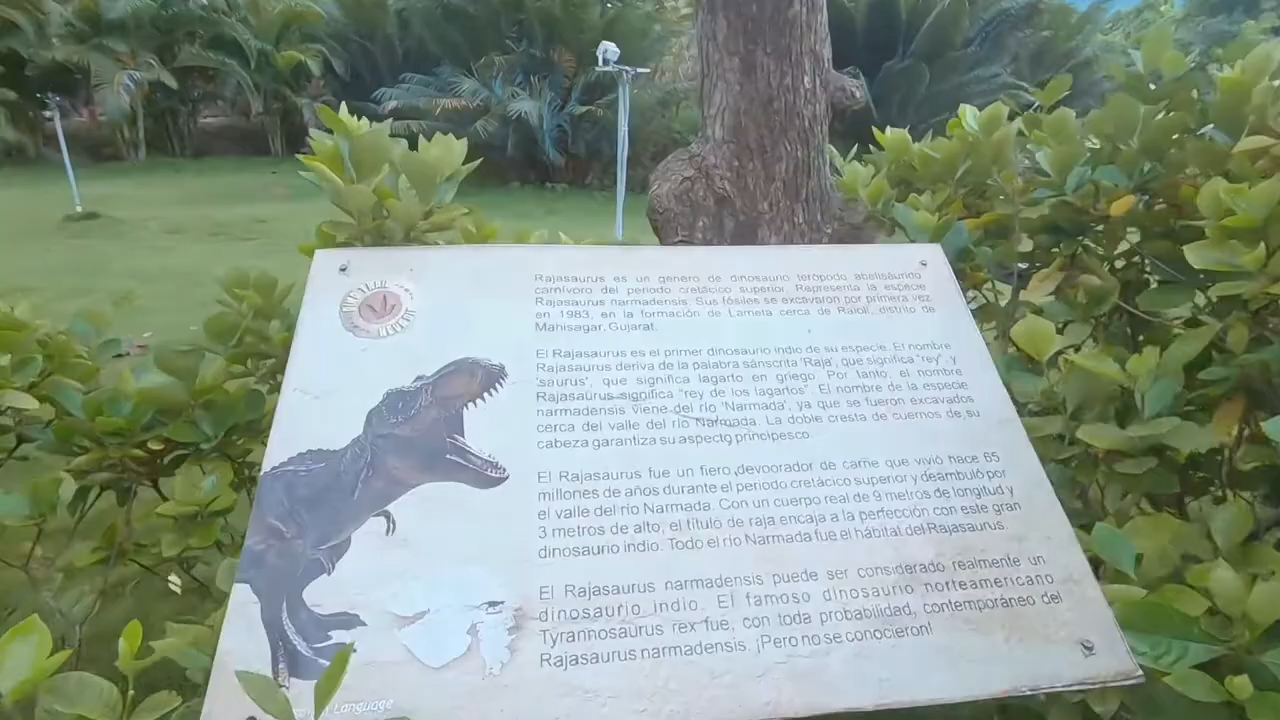 Rajasaurus es un genero de dinosaurio terópodo abelisáurido
carnívoro del periodo cretácico superior. Representa la especie
Rajasaurus narmadensis. Sus fósiles se excavaron por primera vez
en 1983, en la formación de Lameta cerca de Raioli, distrito de
Mahisagar, Gujarat.
El Rajasaurus es el primer dinosaurio indio de su especie. El nombre
Rajasaurus deriva de la palabra sánscrita 'Raja', que significa "rey", y
'saurus', que significa lagarto en griego. Por tanto, el nombre
Rajasaurus significa "rey de los lagartos". El nombre de la especie
narmadensis viene del río 'Narmada', ya que se fueron excavados
cerca del valle del río Narmada. La doble cresta de cuernos de su
cabeza garantiza su aspecto principesco.
El Rajasaurus fue un fiero devorador de carne que vivió hace 65
millones de años durante el periodo cretácico superior y deambuló por
el valle del río Narmada. Con un cuerpo real de 9 metros de longitud y
3 metros de alto, el título de raja encaja a la perfección con este gran
dinosaurio indio. Todo el río Narmada fue el hábitat del Rajasaurus.
El Rajasaurus narmadensis puede ser considerado realmente un
dinosaurio indio. El famoso dinosaurio norteamericano
Tyrannosaurus rex fue, con toda probabilidad, contemporáneo del
Rajasaurus narmadensis. ¡Pero no se conocieron!
Language